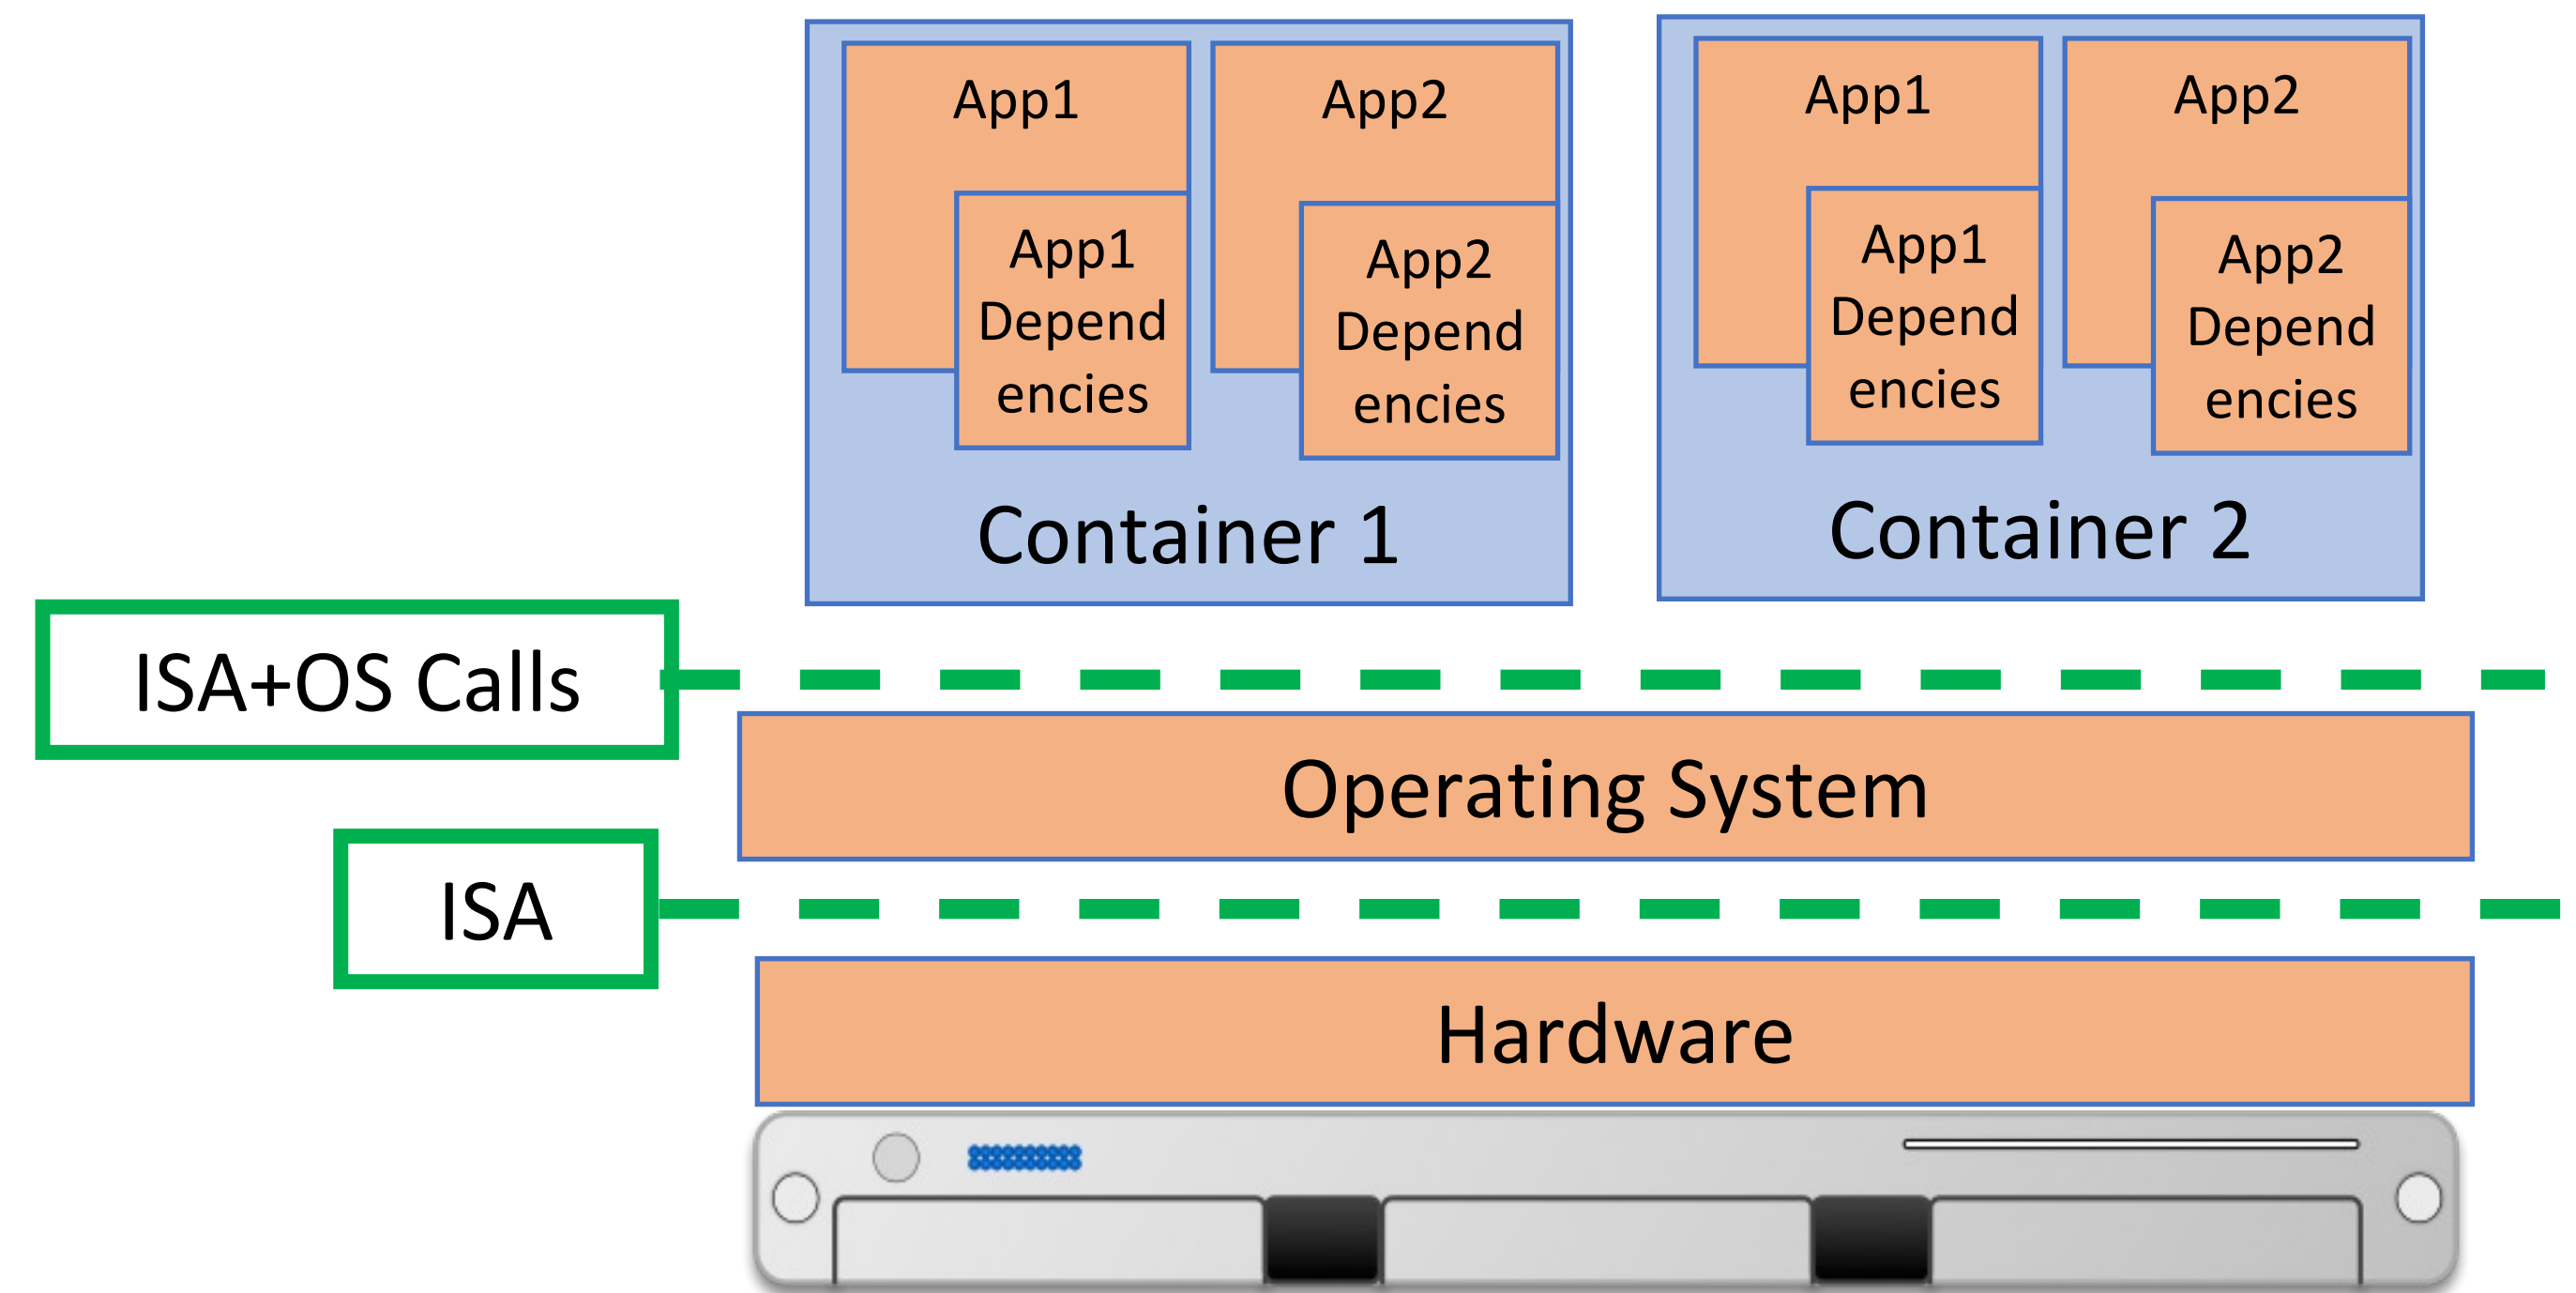 App1
App2
App1
Depend
encies
App2
Depend
encies
Container 1
App1
App2
App1
Depend
encies
App2
Depend
encies
Container 2
ISA+OS Calls
Operating System
ISA
Hardware